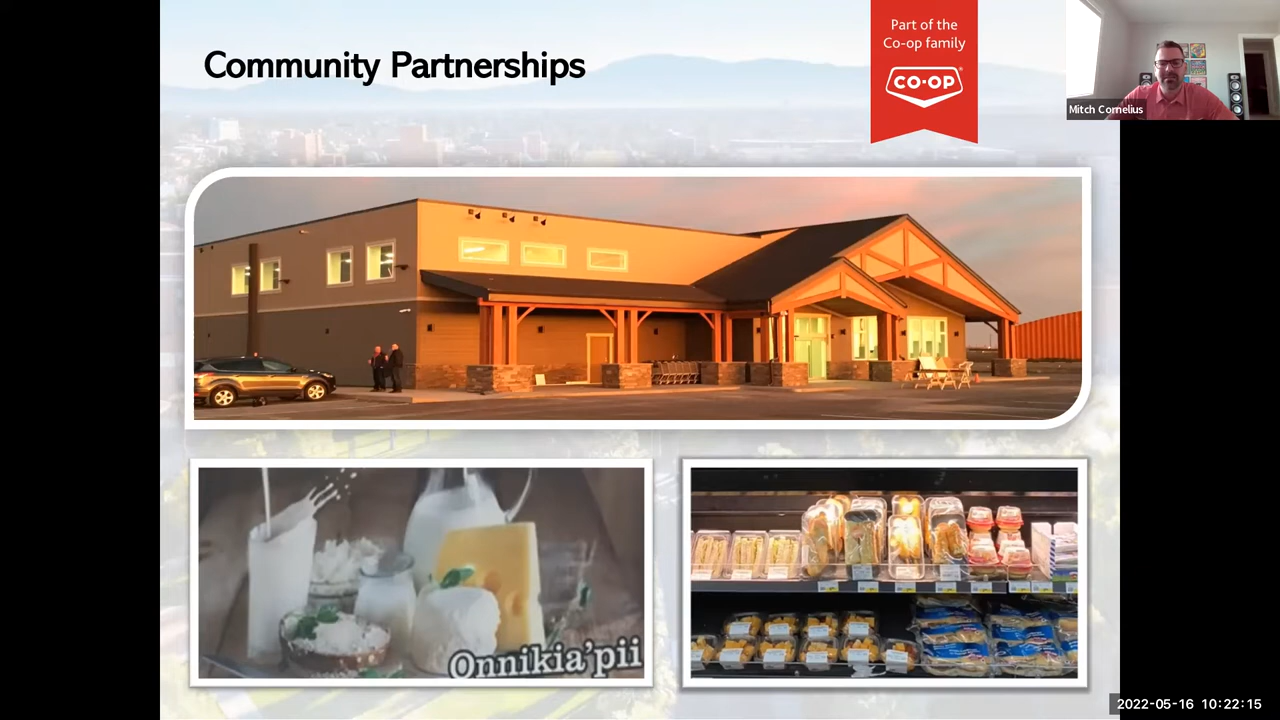 Community Partnerships
Part of the
Co-op family
CO-OP
Mitch Cornelius
Onnikia'pii
2022-05-16 10:22:15